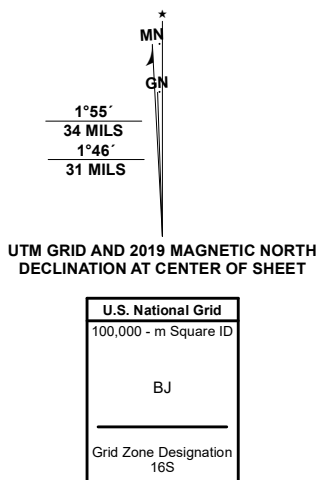 ★
MN
GN
1°55´
34 MILS
1°46´
31 MILS
UTM GRID AND 2019 MAGNETIC NORTH
DECLINATION AT CENTER OF SHEET
U.S. National Grid
100,000 - m Square ID
BJ
Grid Zone Designation
16S